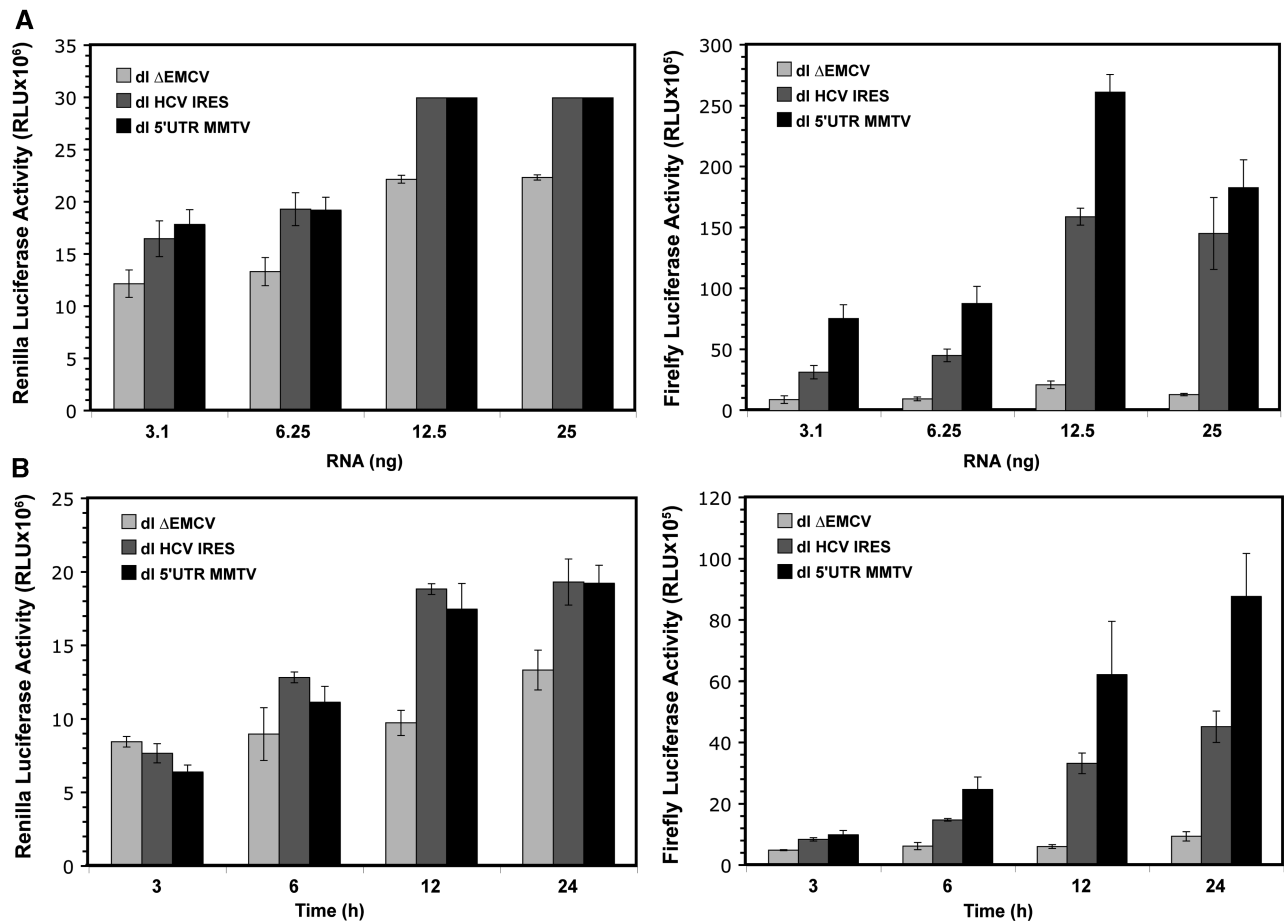 A
Renilla Luciferase Activity (RLUx10⁶)
35
30
25
20
15
10
5
0
dl ΔEMCV
dl HCV IRES
dl 5'UTR MMTV
3.1 6.25 12.5 25
RNA (ng)
Firelfy Luciferase Activity (RLUx10⁵)
300
250
200
150
100
50
0
dl ΔEMCV
dl HCV IRES
dl 5'UTR MMTV
3.1 6.25 12.5 25
RNA (ng)
B
Renilla Luciferase Activity (RLUx10⁶)
25
20
15
10
5
0
dl ΔEMCV
dl HCV IRES
dl 5'UTR MMTV
3 6 12 24
Time (h)
Firefly Luciferase Activity (RLUx10⁵)
120
100
80
60
40
20
0
dl ΔEMCV
dl HCV IRES
dl 5'UTR MMTV
3 6 12 24
Time (h)